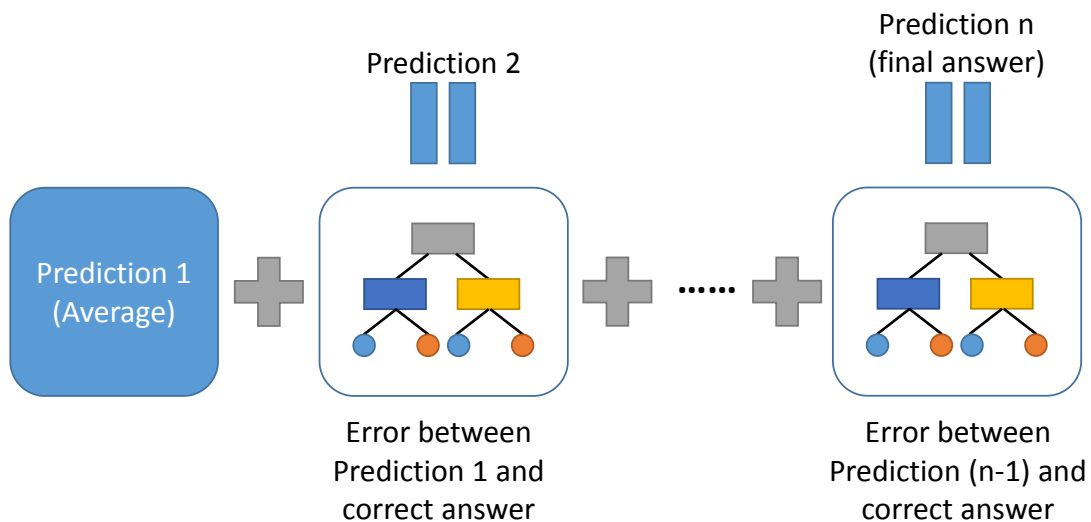 Prediction n
(final answer)
Prediction 2
Prediction 1
(Average)
......
Error between
Prediction 1 and
correct answer
Error between
Prediction (n-1) and
correct answer